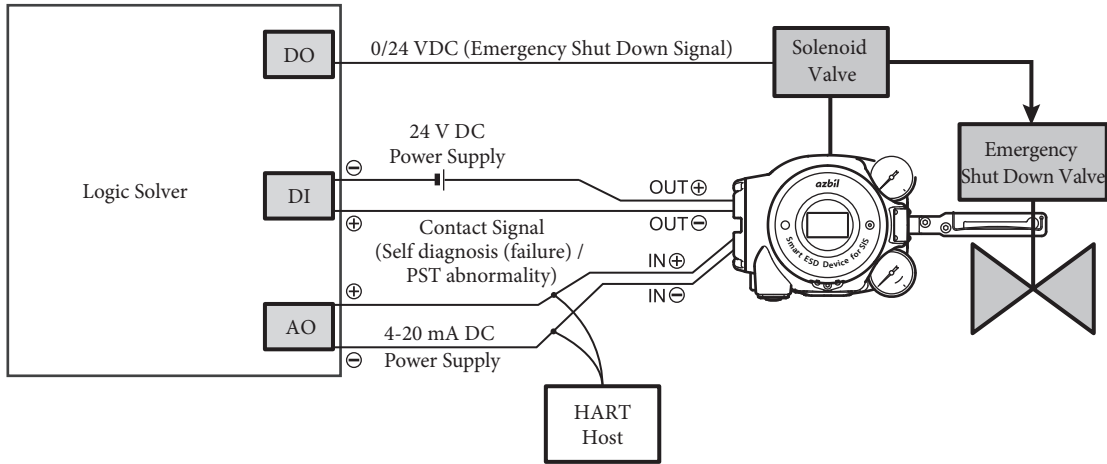 DO
0/24 VDC (Emergency Shut Down Signal)
Solenoid
Valve
24 V DC
Power Supply
Emergency
Shut Down Valve
Logic Solver
DI
⊖
⊕
OUT⊕
OUT⊖
azbil
Smart ESD Device for SIS
Contact Signal
(Self diagnosis (failure) /
PST abnormality)
IN⊕
IN⊖
AO
⊕
⊖
4-20 mA DC
Power Supply
HART
Host